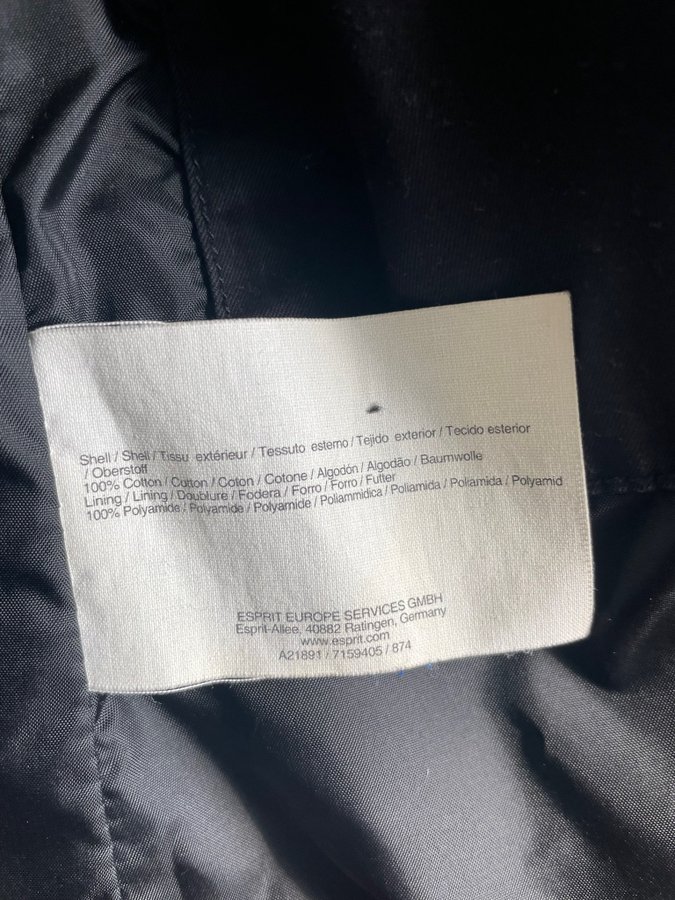 Shell / Shell / Tissu extérieur / Tessuto esterno / Tejido exterior / Tecido esterior
/ Oberstoff
100% Cotton / Cotton / Coton / Cotone / Algodón / Algodão / Baumwolle
Lining / Lining / Doublure / Fodera / Forro / Forro / Futter
100% Polyamide / Polyamide / Polyamide / Poliammidica / Poliamida / Poliamida / Polyamid
ESPRIT EUROPE SERVICES GMBH
Esprit-Allee, 40882 Ratingen, Germany
www.esprit.com
A21891 / 7159405 / 874